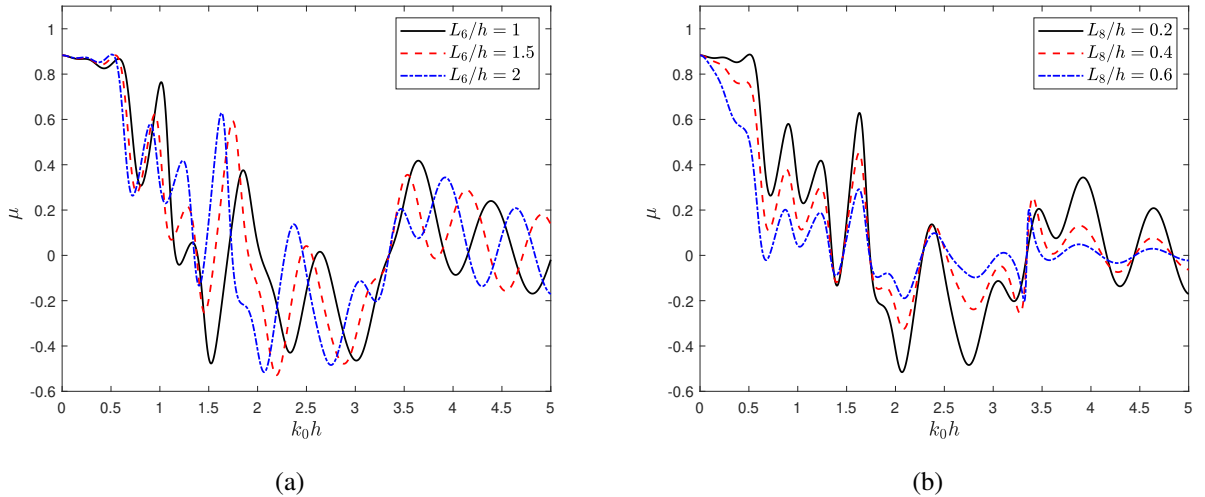 1
0.8
0.6
0.4
0.2
0
-0.2
-0.4
-0.6
μ
0 0.5 1 1.5 2 2.5 3 3.5 4 4.5 5
k₀h
L₆/h = 1
L₆/h = 1.5
L₆/h = 2
(a)
1
0.8
0.6
0.4
0.2
0
-0.2
-0.4
-0.6
μ
0 0.5 1 1.5 2 2.5 3 3.5 4 4.5 5
k₀h
L₈/h = 0.2
L₈/h = 0.4
L₈/h = 0.6
(b)